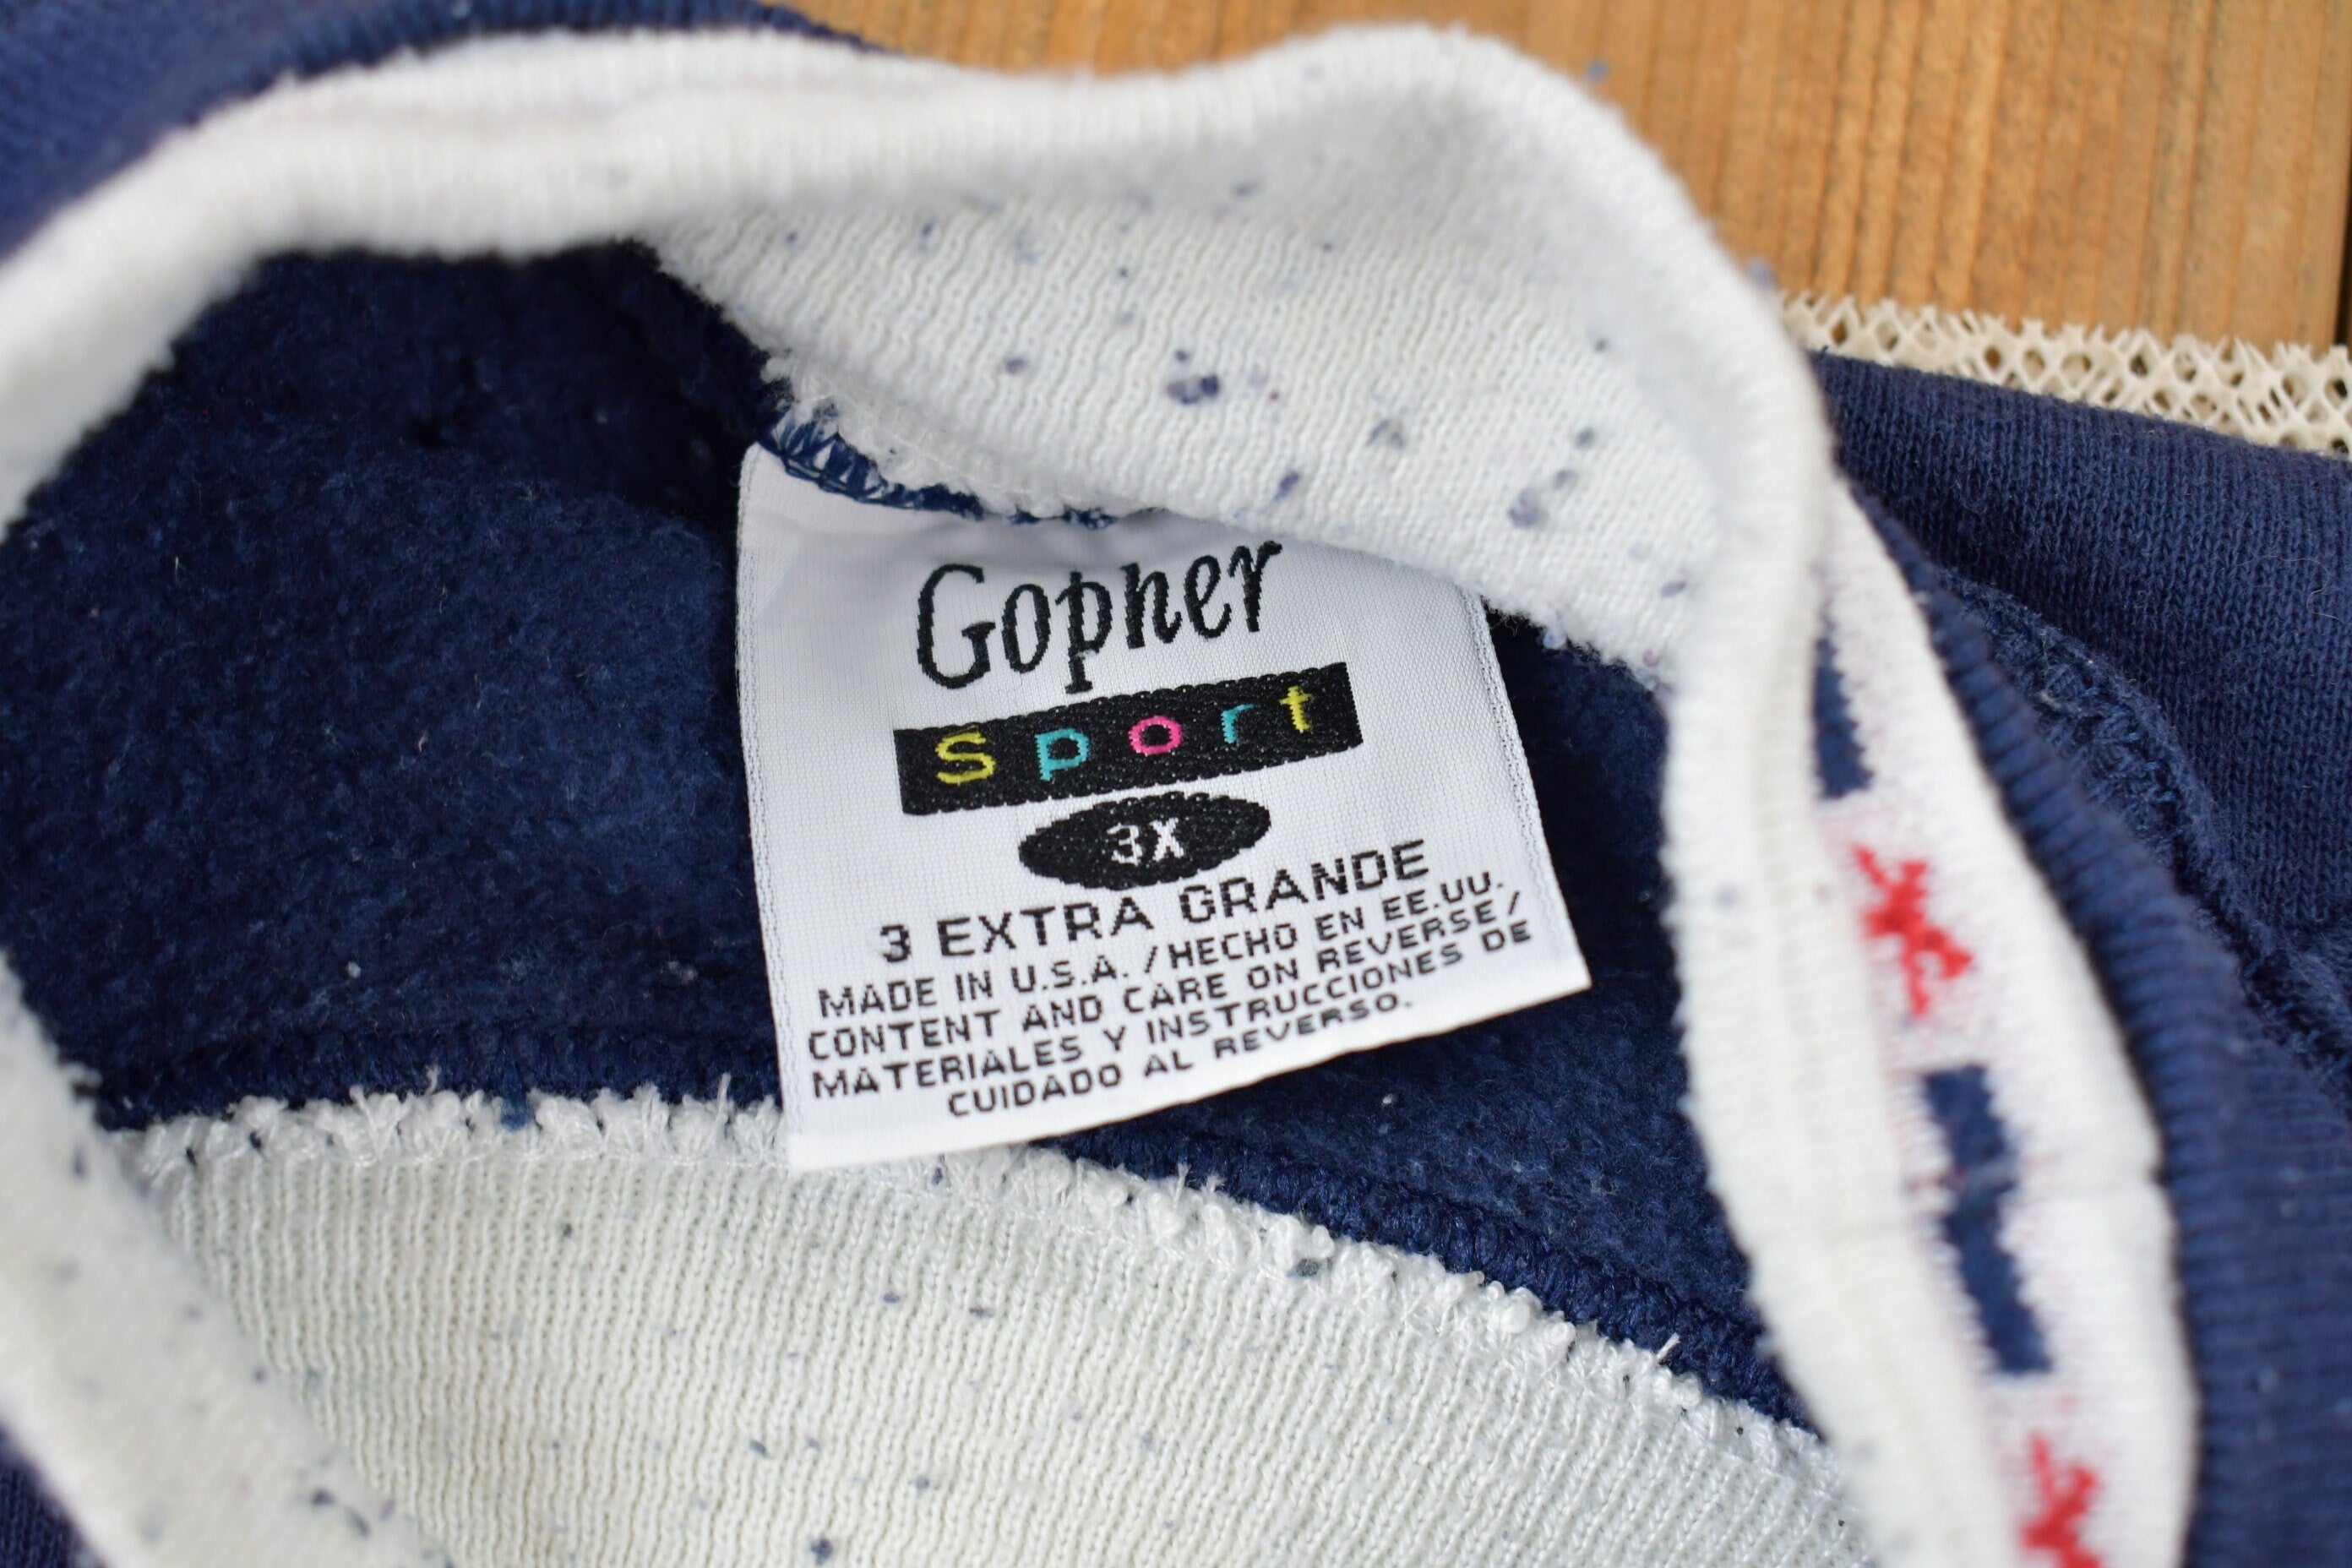 Gopher
Sport
3X
3 EXTRA GRANDE
MADE IN U.S.A./HECHO EN EE.UU.
CONTENT AND CARE ON REVERSE/
MATERIALES Y INSTRUCCIONES DE
CUIDADO AL REVERSO.